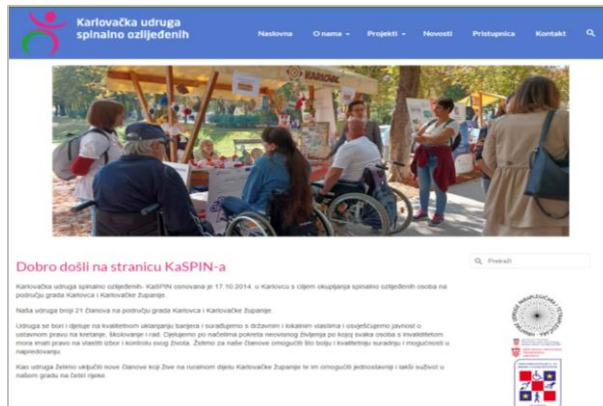 Karlovačka udruga
spinalno ozlijeđenih
Naslovna O nama Projekti Novosti Pristupnica Kontakt
KARLOVAC
Dobro došli na stranicu KaSPIN-a
Pretraži
Karlovačka udruga spinalno ozlijeđenih- KaSPIN osnovana je 17.10.2014. u Karlovcu s ciljem okupljanja spinalno ozlijeđenih osoba na
području grada Karlovca i Karlovačke županije.
Naša udruga broji 21 člana na području grada Karlovca i Karlovačke županije.
Udruga se bori i djeluje na kvalitetnom uklanjanju barijera i surađujemo s državnim i lokalnim vlastima i osvješćujemo javnost o
ustavnom pravu na kretanje, školovanje i rad. Djelujemo po načelima pokreta neovisnog življenja po kojoj svaka osoba s invaliditetom
mora imati pravo na vlastiti izbor i kontrolu svog života. Želimo za naše članove omogućiti što bolju i kvalitetniju suradnju i mogućnosti u
napredovanju.
Kao udruga želimo uključiti nove članove koji žive na ruralnom dijelu Karlovačke županije te im omogućiti jednostavniji i lakši suživot u
našem gradu na četiri rijeke.